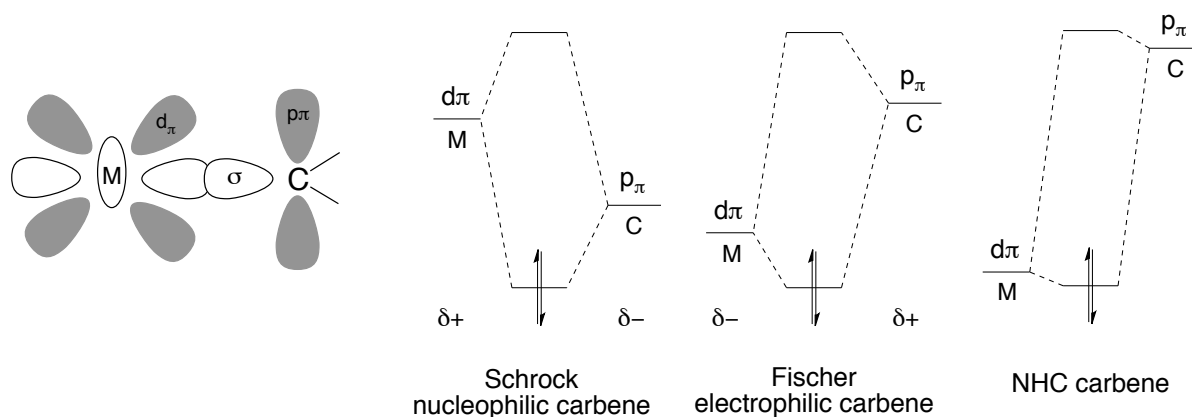 dπ
pπ
M
σ
C
dπ
M
pπ
C
δ+
δ−
Schrock
nucleophilic carbene
dπ
M
pπ
C
δ−
δ+
Fischer
electrophilic carbene
dπ
M
pπ
C
NHC carbene